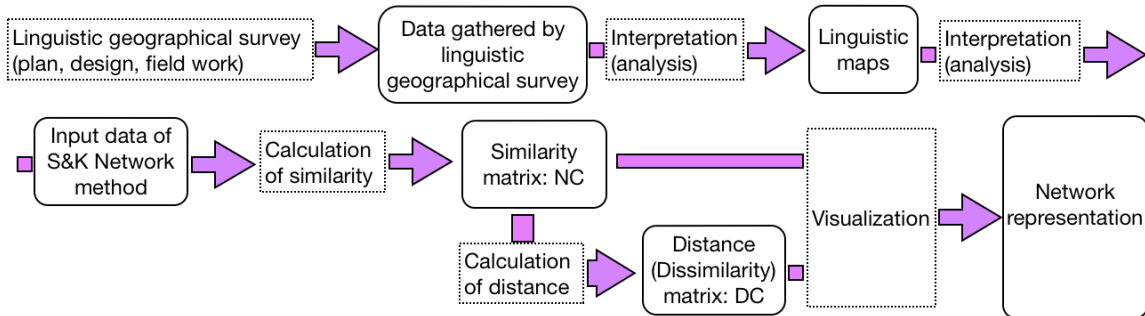 Linguistic geographical survey
(plan, design, field work)
Data gathered by
linguistic
geographical survey
Interpretation
(analysis)
Linguistic
maps
Interpretation
(analysis)
Input data of
S&K Network
method
Calculation
of similarity
Similarity
matrix: NC
Calculation
of distance
Distance
(Dissimilarity)
matrix: DC
Visualization
Network
representation